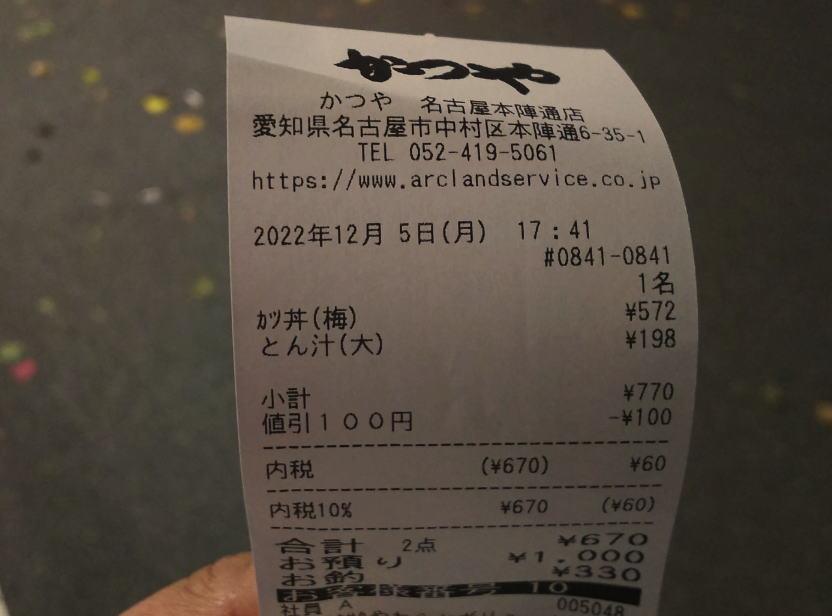 かつや
かつや 名古屋本陣通店
愛知県名古屋市中村区本陣通6-35-1
TEL 052-419-5061
https://www.arclandservice.co.jp
2022年12月 5日(月) 17:41
#0841-0841
1名
ｶﾂ丼(梅) ¥572
とん汁(大) ¥198
小計 ¥770
値引１００円 -¥100
内税 (¥670) ¥60
内税10% ¥670 (¥60)
合計 2点 ¥670
お預り ¥1,000
お釣 ¥330
お客様番号 10
社員 A 005048